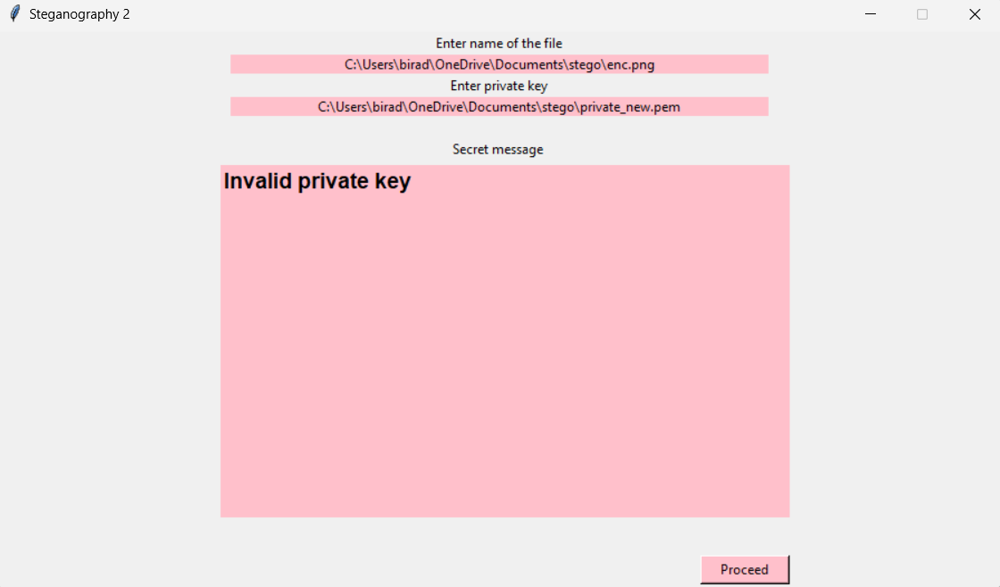 Steganography 2
Enter name of the file
C:\Users\birad\OneDrive\Documents\stego\enc.png
Enter private key
C:\Users\birad\OneDrive\Documents\stego\private_new.pem
Secret message
Invalid private key
Proceed